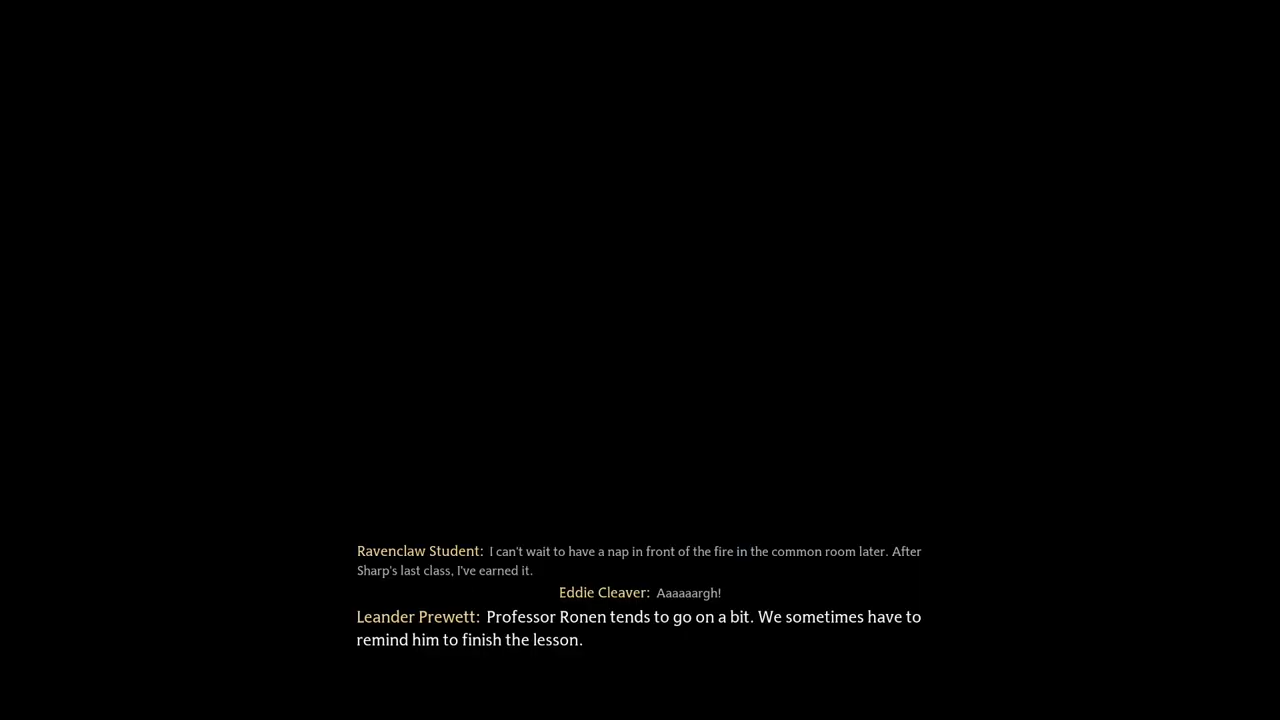 Ravenclaw Student: I can't wait to have a nap in front of the fire in the common room later. After
Sharp's last class, I've earned it.
Eddie Cleaver: Aaaaaargh!
Leander Prewett: Professor Ronen tends to go on a bit. We sometimes have to
remind him to finish the lesson.